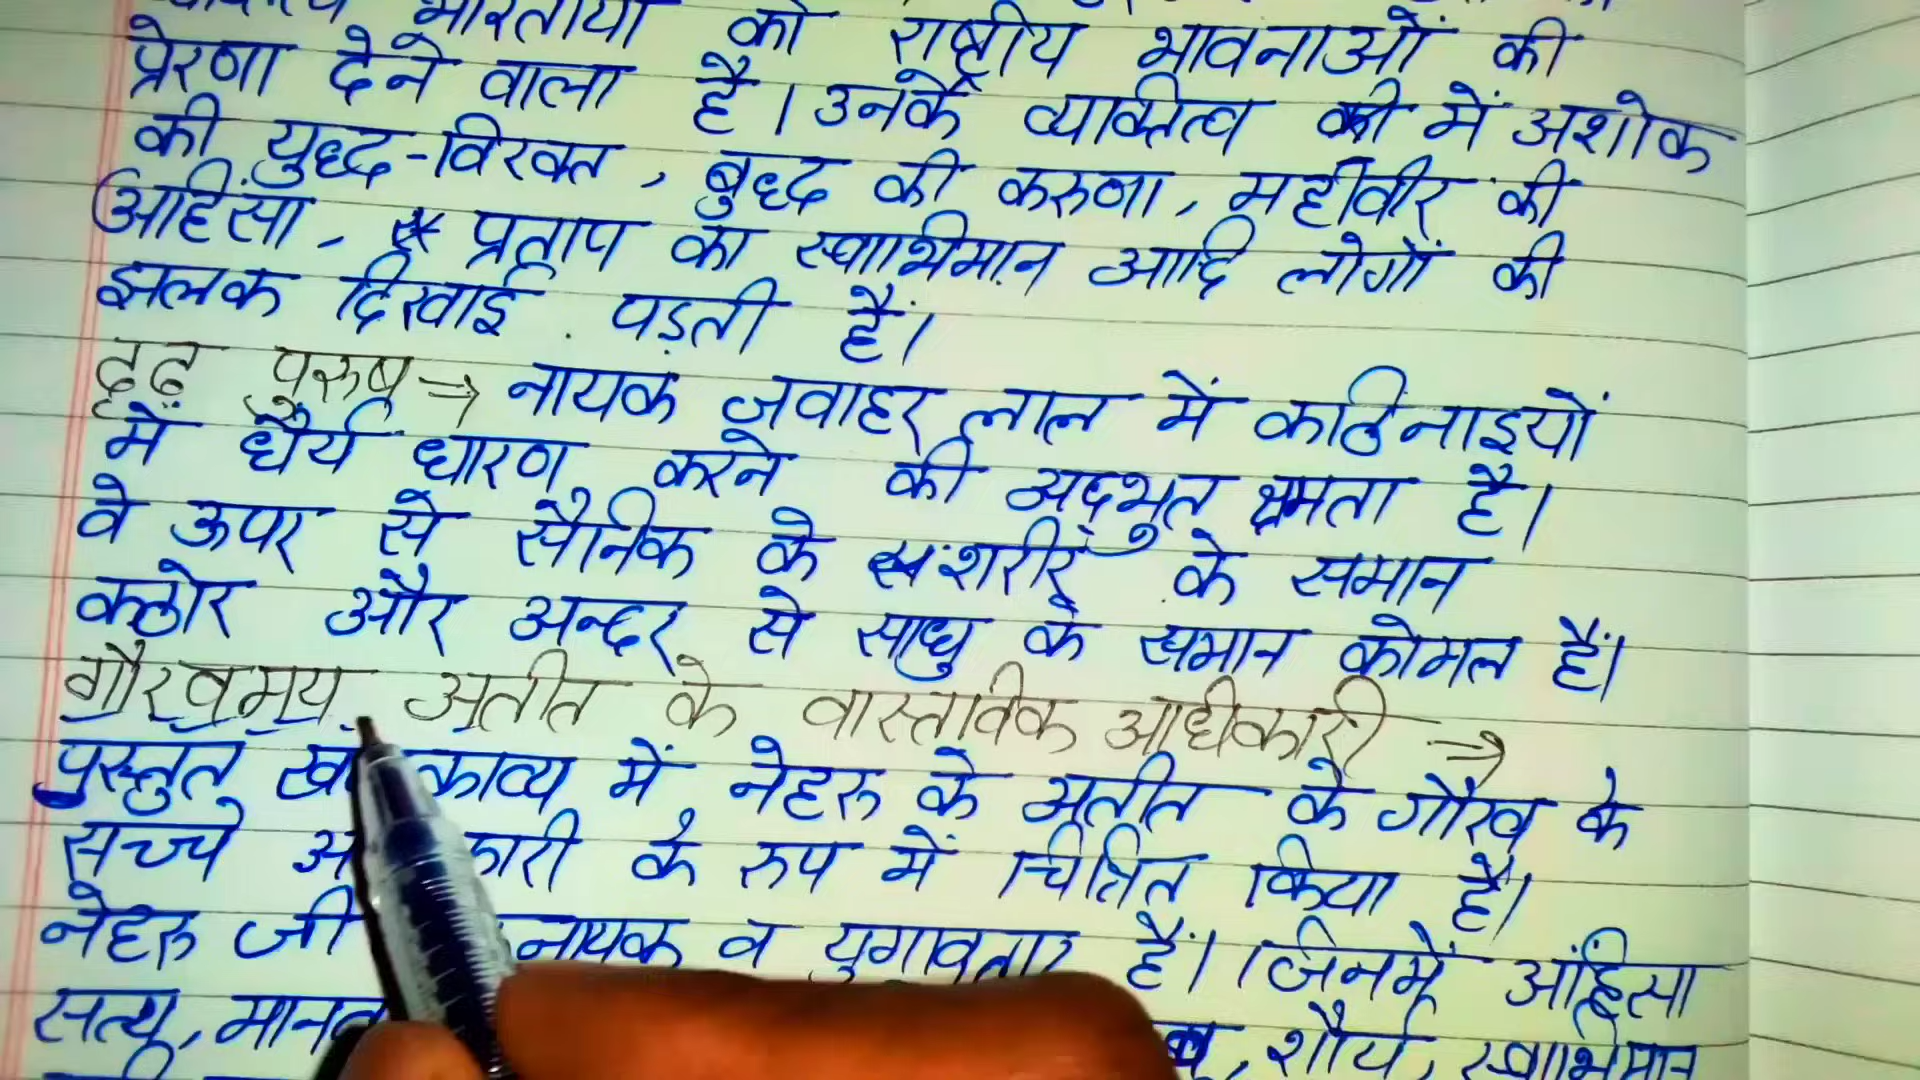 भारतीयों को राष्ट्रीय भावनाओं की
प्रेरणा देने वाला है। उनके व्यक्तित्व में अशोक
की युध्द-विरक्त, बुध्द की करुणा, महावीर की
अहिंसा, प्रताप का स्वाभिमान आदि लोगों की
झलक दिखाई पड़ती हैं।
दृढ़ पुरुष ⇒ नायक जवाहर लाल में कठिनाइयों
में धैर्य धारण करने की अद्भुत क्षमता है।
वे ऊपर से सैनिक के शरीर के समान
कठोर और अन्दर से साधु के समान कोमल हैं।
गौरवमय अतीत के वास्तविक अधिकारी ⇒
प्रस्तुत काव्य में नेहरु के अतीत के गौरव के
सच्चे के रुप में चित्रित किया है।
नेहरु जी नायक व युगावतार हैं। जिनमें अंहिंसा
सत्य, शौर्य, स्वाभिमान